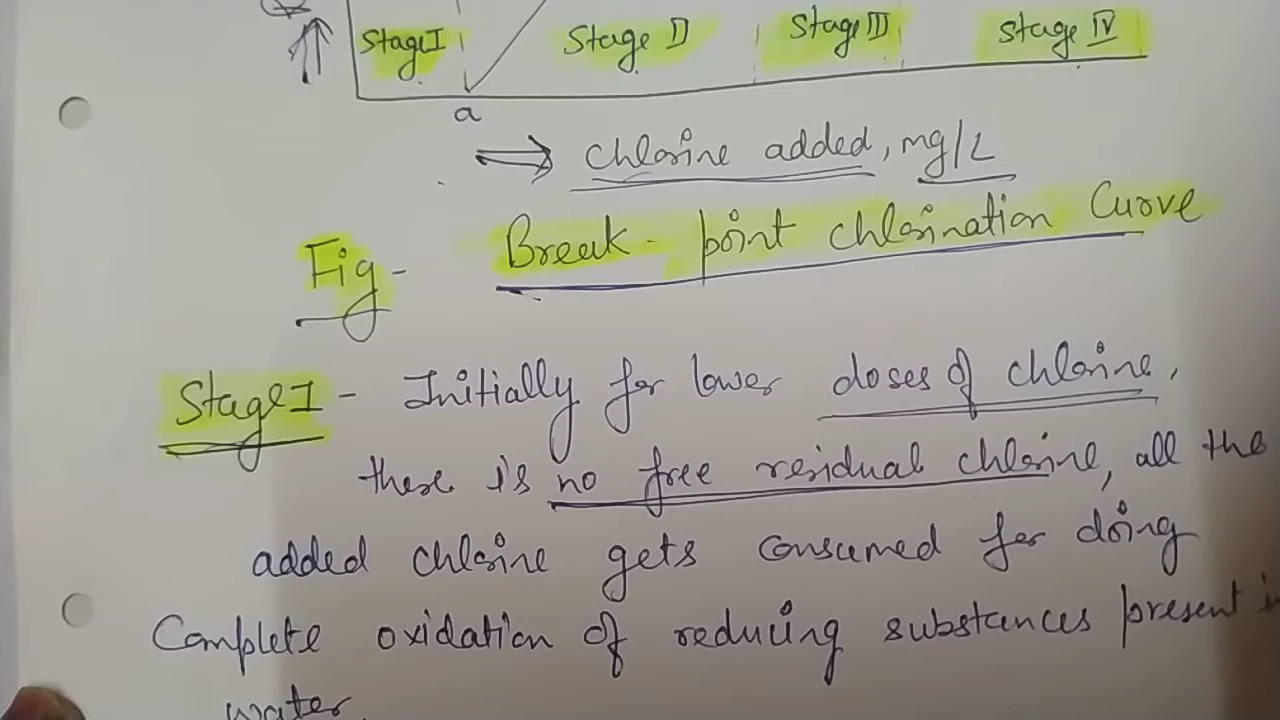 Stage I Stage II Stage III Stage IV
a
⇒ Chlorine added, mg/L
Fig- Break-point chlorination Curve
Stage I - Initially for lower doses of chlorine,
there is no free residual chlorine, all the
added chlorine gets consumed for doing
Complete oxidation of reducing substances present in
water.